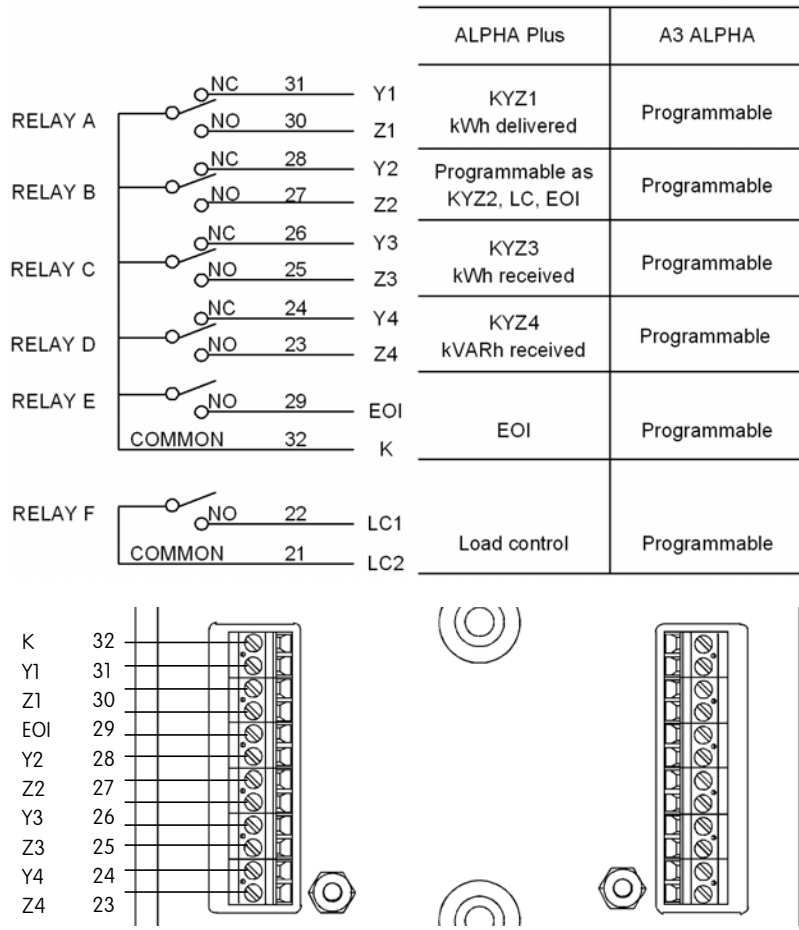 ALPHA Plus A3 ALPHA
RELAY A NC 31 Y1
NO 30 Z1
KYZ1
kWh delivered
Programmable
RELAY B NC 28 Y2
NO 27 Z2
Programmable as
KYZ2, LC, EOI
Programmable
RELAY C NC 26 Y3
NO 25 Z3
KYZ3
kWh received
Programmable
RELAY D NC 24 Y4
NO 23 Z4
KYZ4
kVARh received
Programmable
RELAY E NO 29 EOI
COMMON 32 K
EOI Programmable
RELAY F NO 22 LC1
COMMON 21 LC2
Load control Programmable
K 32
Y1 31
Z1 30
EOI 29
Y2 28
Z2 27
Y3 26
Z3 25
Y4 24
Z4 23